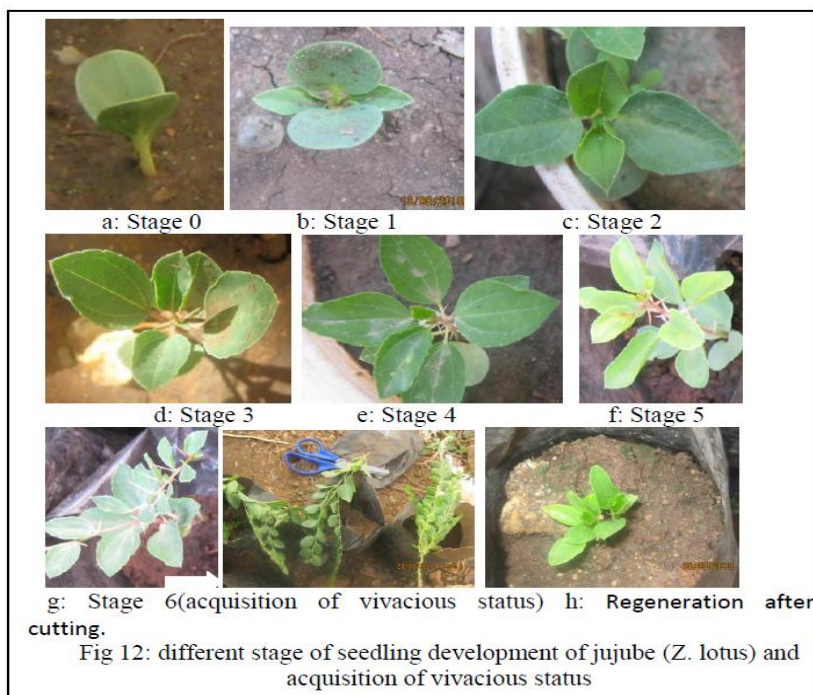 a: Stage 0
b: Stage 1
c: Stage 2
d: Stage 3
e: Stage 4
f: Stage 5
g: Stage 6(acquisition of vivacious status) h: Regeneration after
cutting.
Fig 12: different stage of seedling development of jujube (Z. lotus) and
acquisition of vivacious status